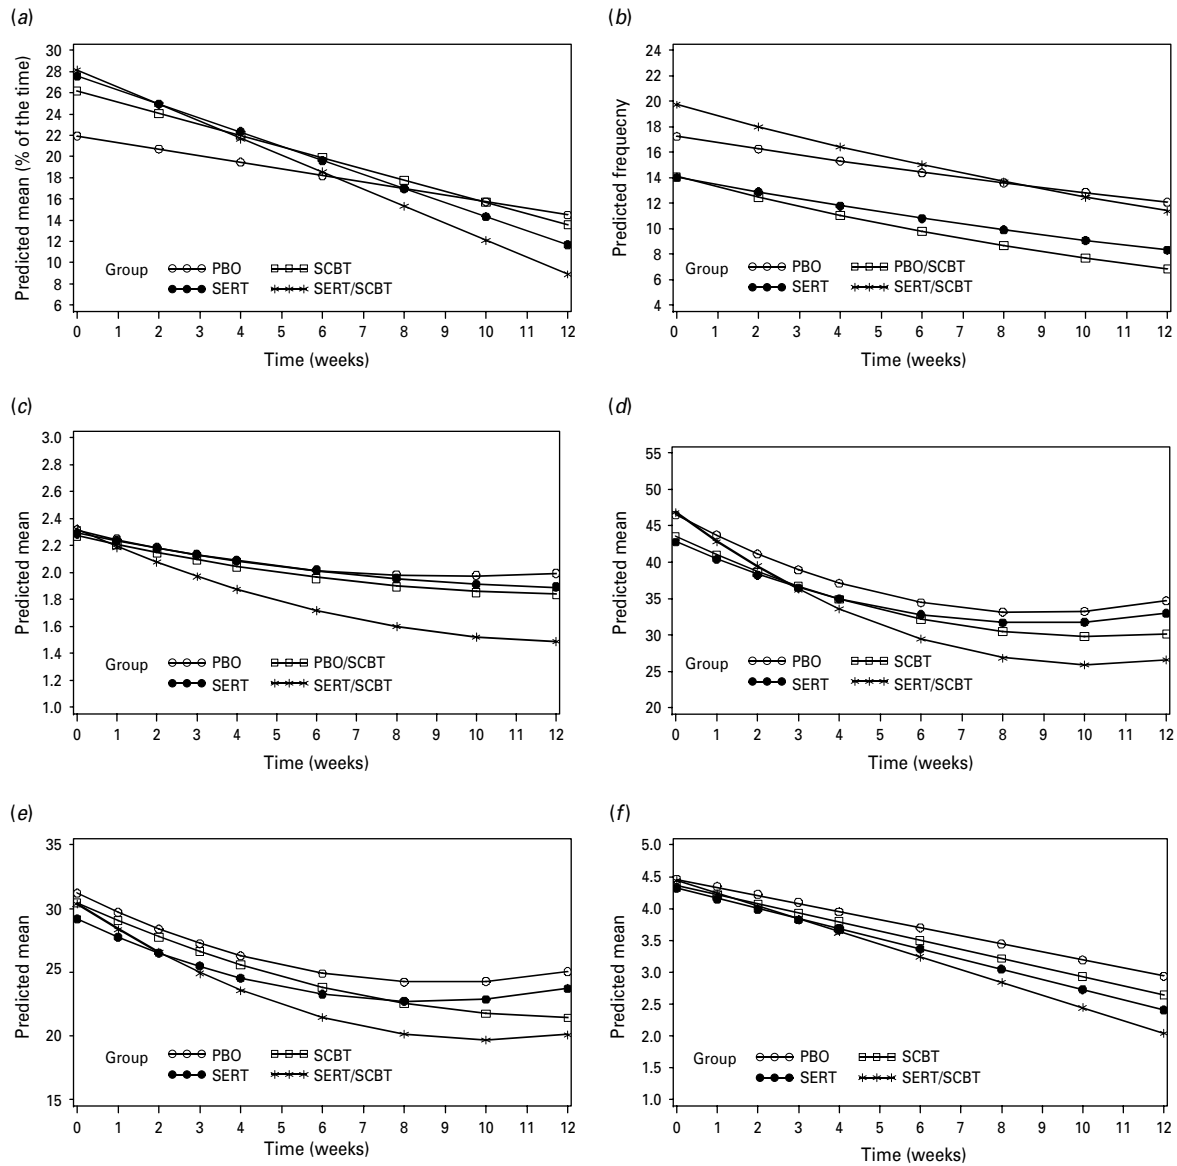 (a)
30
28
26
24
22
20
18
16
14
12
10
8
6
Predicted mean (% of the time)
Group PBO SCBT
SERT SERT/SCBT
0 1 2 3 4 5 6 7 8 9 10 11 12
Time (weeks)
(b)
24
22
20
18
16
14
12
10
8
6
4
Predicted frequecny
Group PBO PBO/SCBT
SERT SERT/SCBT
0 1 2 3 4 5 6 7 8 9 10 11 12
Time (weeks)
(c)
3.0
2.8
2.6
2.4
2.2
2.0
1.8
1.6
1.4
1.2
1.0
Predicted mean
Group PBO PBO/SCBT
SERT SERT/SCBT
0 1 2 3 4 5 6 7 8 9 10 11 12
Time (weeks)
(d)
55
50
45
40
35
30
25
20
Predicted mean
Group PBO SCBT
SERT SERT/SCBT
0 1 2 3 4 5 6 7 8 9 10 11 12
Time (weeks)
(e)
35
30
25
20
15
Predicted mean
Group PBO SCBT
SERT SERT/SCBT
0 1 2 3 4 5 6 7 8 9 10 11 12
Time (weeks)
(f)
5.0
4.5
4.0
3.5
3.0
2.5
2.0
1.5
1.0
Predicted mean
Group PBO SCBT
SERT SERT/SCBT
0 1 2 3 4 5 6 7 8 9 10 11 12
Time (weeks)